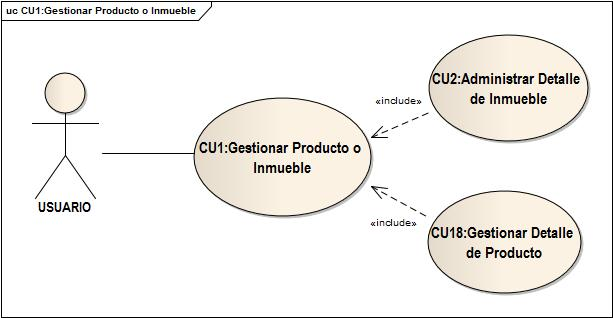 uc CU1:Gestionar Producto o Inmueble
CU2:Administrar Detalle
de Inmueble
«include»
CU1:Gestionar Producto o
Inmueble
USUARIO
«include»
CU18:Gestionar Detalle
de Producto